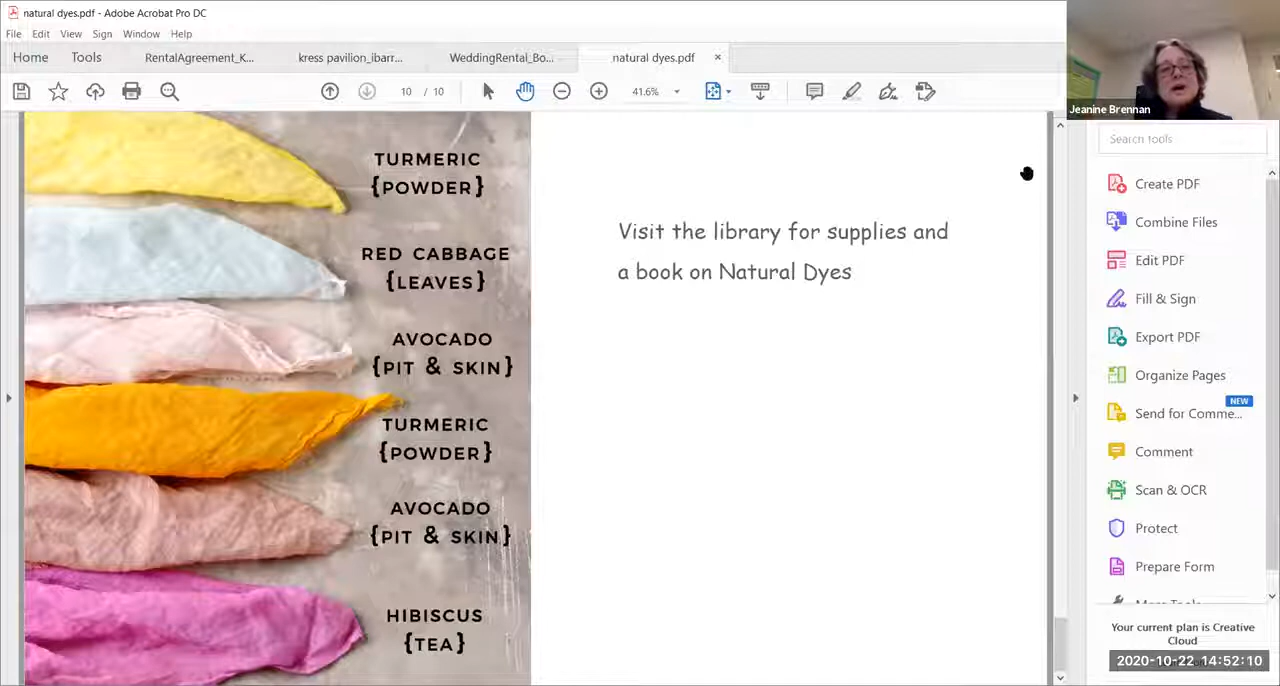 natural dyes.pdf - Adobe Acrobat Pro DC
File Edit View Sign Window Help
Home Tools RentalAgreement_K... kress pavilion_ibarr... WeddingRental_Bo... natural dyes.pdf ×
10 / 10 41.6%
Jeanine Brennan
TURMERIC
{POWDER}
RED CABBAGE
{LEAVES}
AVOCADO
{PIT & SKIN}
TURMERIC
{POWDER}
AVOCADO
{PIT & SKIN}
HIBISCUS
{TEA}
Visit the library for supplies and
a book on Natural Dyes
Search tools
Create PDF
Combine Files
Edit PDF
Fill & Sign
Export PDF
Organize Pages
NEW
Send for Comme...
Comment
Scan & OCR
Protect
Prepare Form
More Tools
Your current plan is Creative
Cloud
2020-10-22 14:52:10